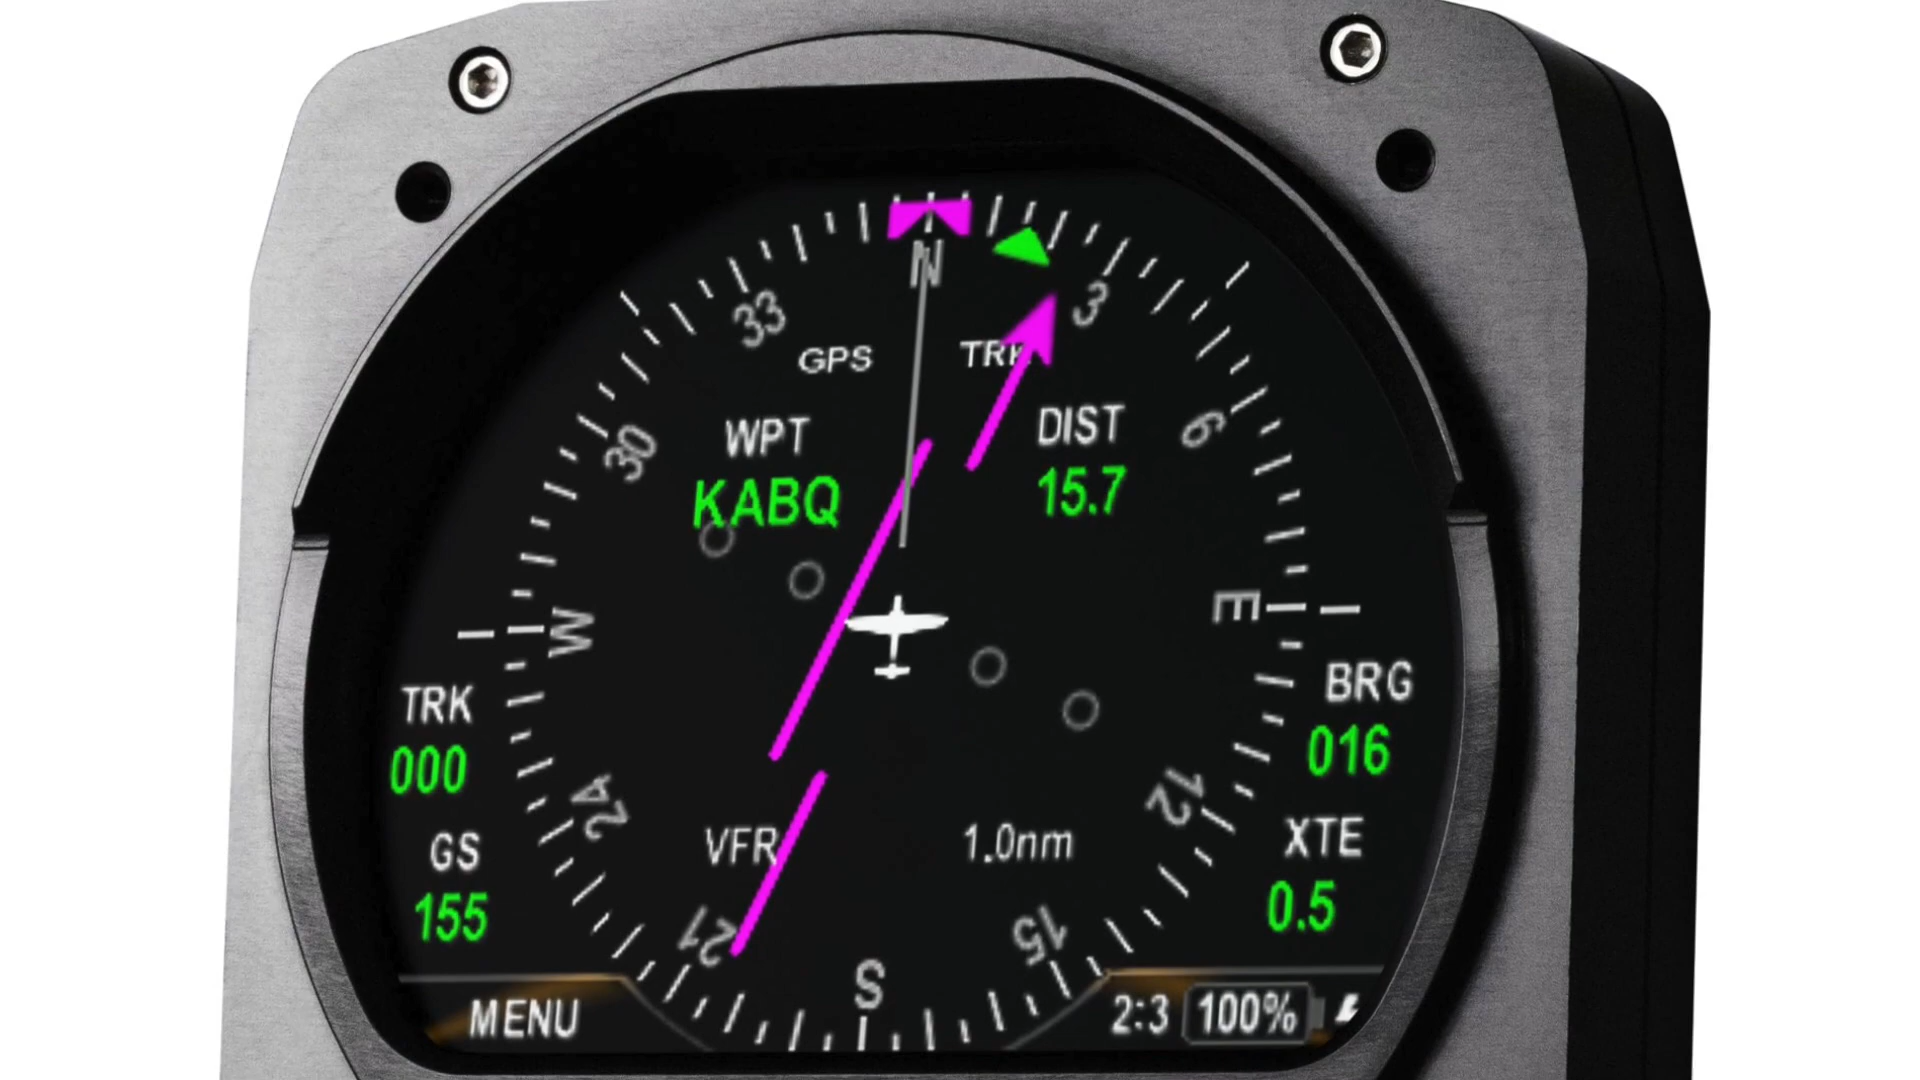 N
33
3
GPS
TRK
WPT
KABQ
DIST
15.7
30
6
W
E
TRK
000
GS
155
BRG
016
XTE
0.5
24
12
VFR
1.0nm
21
15
S
MENU
2:3
100%